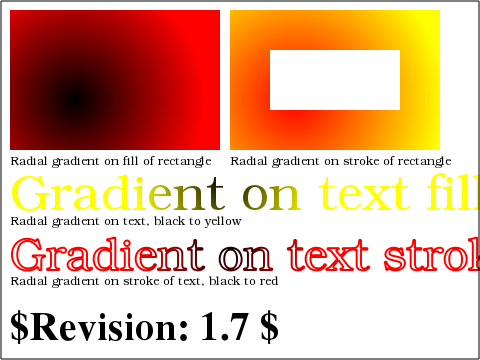 Radial gradient on fill of rectangle Radial gradient on stroke of rectangle
Gradient on text fill
Radial gradient on text, black to yellow
Gradient on text strok
Radial gradient on stroke of text, black to red
$Revision: 1.7 $